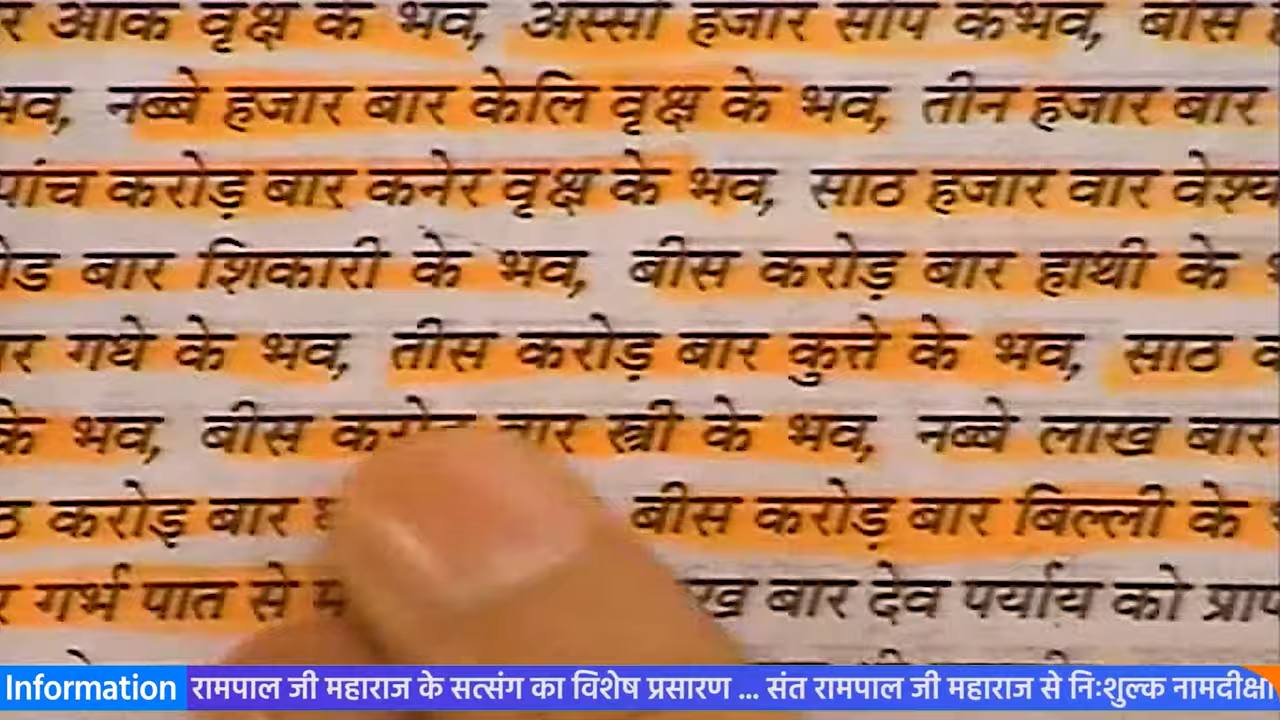 र आक वृक्ष के भव, अस्सी हजार सीप के भव, बीस
भव, नब्बे हजार बार केलि वृक्ष के भव, तीन हजार बार
पांच करोड़ बार कनेर वृक्ष के भव, साठ हजार वार वेश्य
ोड बार शिकारी के भव, बीस करोड़ बार हाथी के
र गधे के भव, तीस करोड़ बार कुत्ते के भव, साठ क
के भव, बीस करोड़ बार स्त्री के भव, नब्बे लाख बार
ठ करोड़ बार बीस करोड़ बार बिल्ली के
र गर्भ पात से बार देव पर्याय को प्राप
Information रामपाल जी महाराज के सत्संग का विशेष प्रसारण ... संत रामपाल जी महाराज से निःशुल्क नामदीक्षा